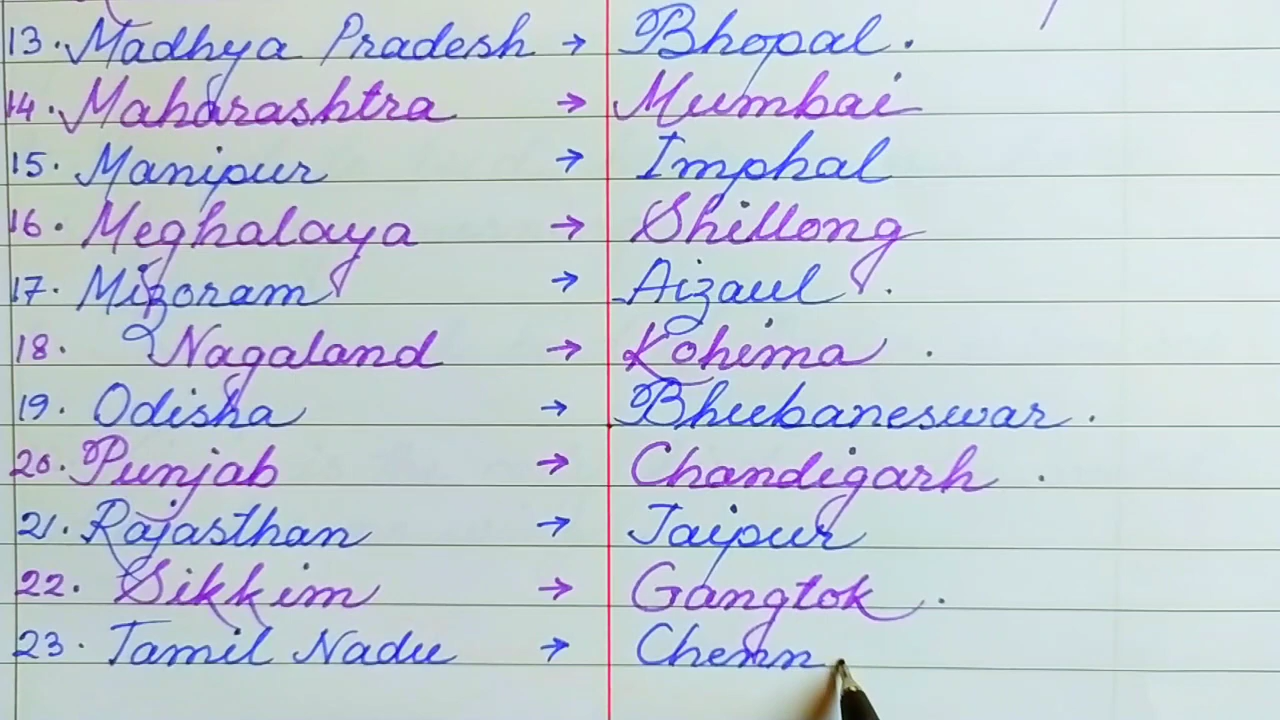 13. Madhya Pradesh → Bhopal.
14. Maharashtra → Mumbai
15. Manipur → Imphal
16. Meghalaya → Shillong
17. Mizoram → Aizaul.
18. Nagaland → Kohima.
19. Odisha → Bhubaneswar.
20. Punjab → Chandigarh.
21. Rajasthan → Jaipur
22. Sikkim → Gangtok.
23. Tamil Nadu → Chenn